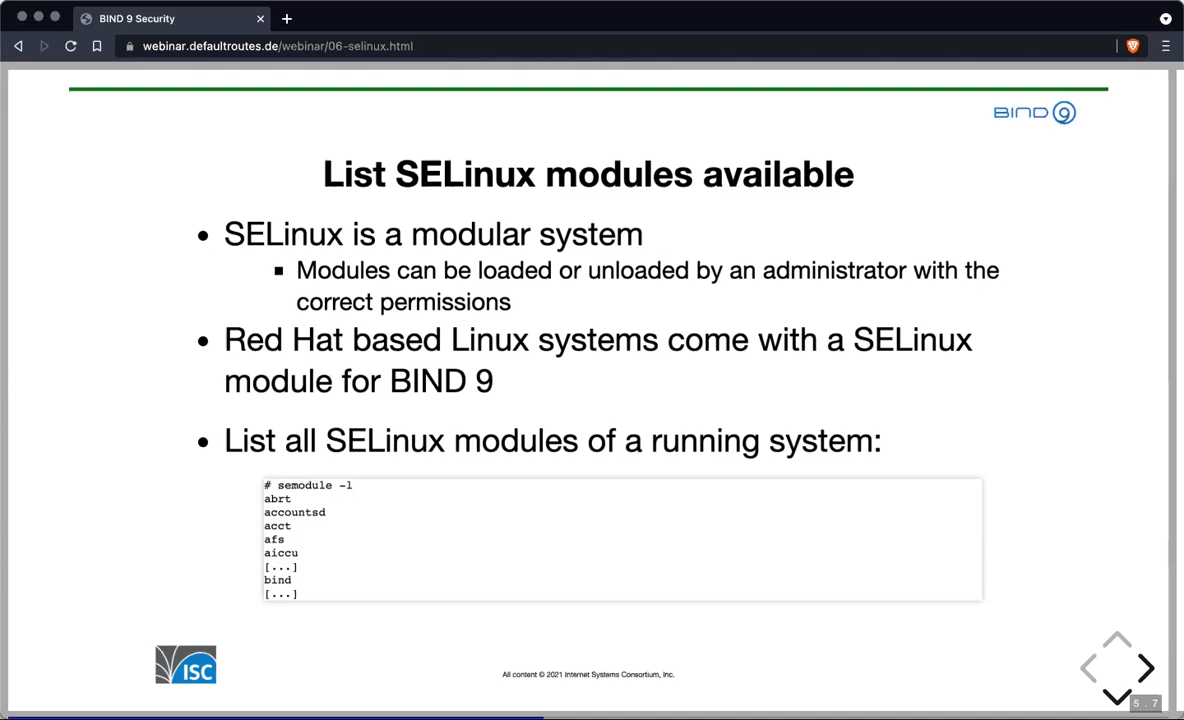 BIND 9 Security
webinar.defaultroutes.de/webinar/06-selinux.html
BIND 9
List SELinux modules available
SELinux is a modular system
Modules can be loaded or unloaded by an administrator with the
correct permissions
Red Hat based Linux systems come with a SELinux
module for BIND 9
List all SELinux modules of a running system:
# semodule -l
abrt
accountsd
acct
afs
aiccu
[...]
bind
[...]
ISC
All content © 2021 Internet Systems Consortium, Inc.
5 . 7